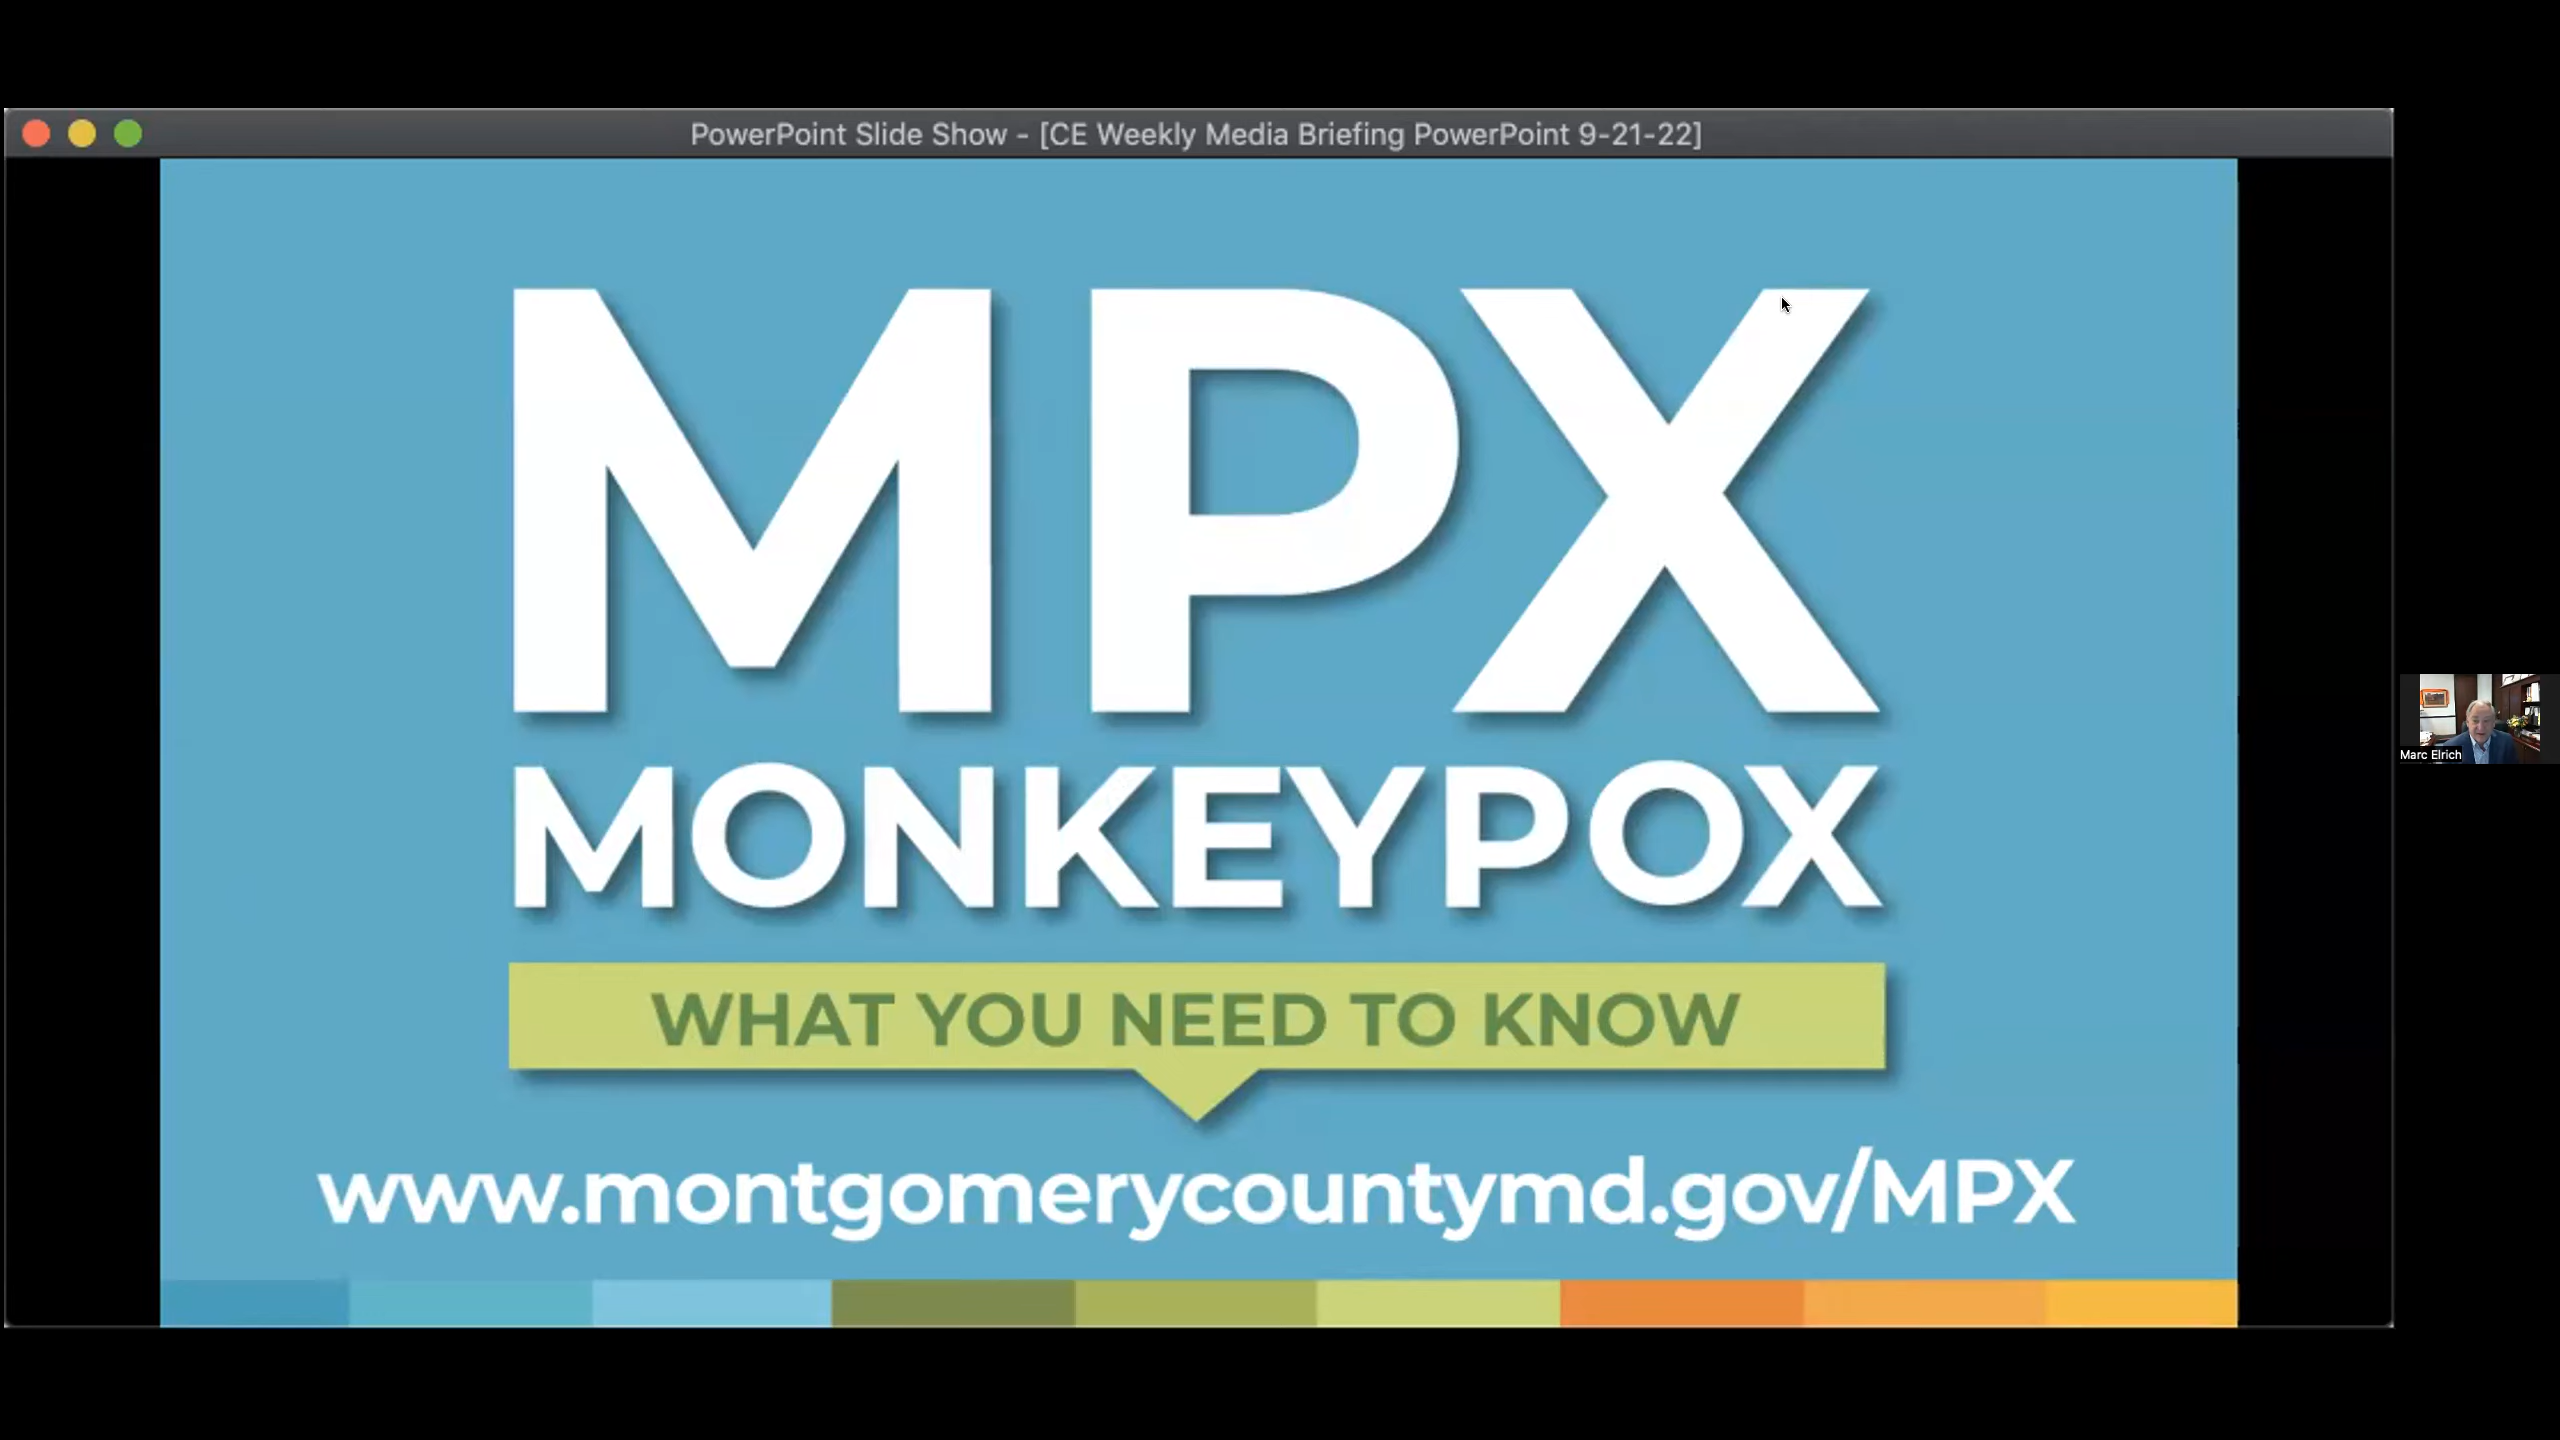 PowerPoint Slide Show - [CE Weekly Media Briefing PowerPoint 9-21-22]
MPX
MONKEYPOX
WHAT YOU NEED TO KNOW
www.montgomerycountymd.gov/MPX
Marc Elrich